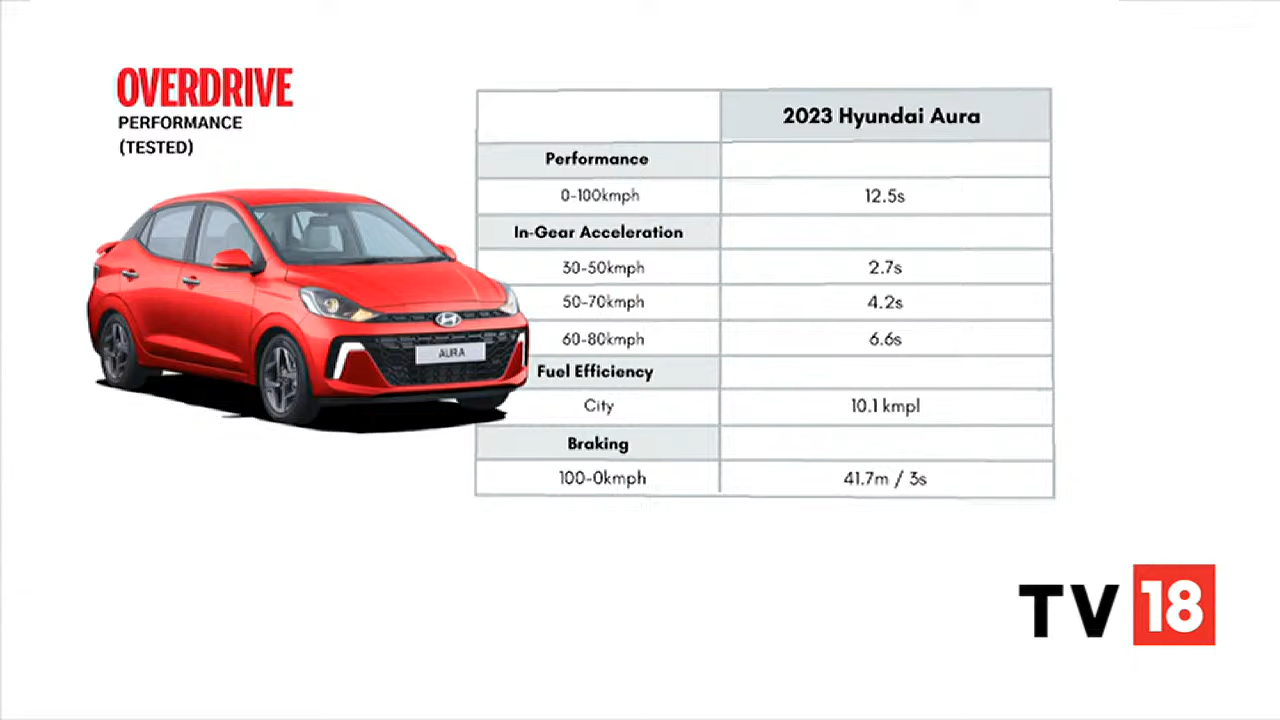 OVERDRIVE
PERFORMANCE
(TESTED)
2023 Hyundai Aura
Performance
0-100kmph 12.5s
In-Gear Acceleration
30-50kmph 2.7s
50-70kmph 4.2s
60-80kmph 6.6s
AURA
Fuel Efficiency
City 10.1 kmpl
Braking
100-0kmph 41.7m / 3s
TV 18